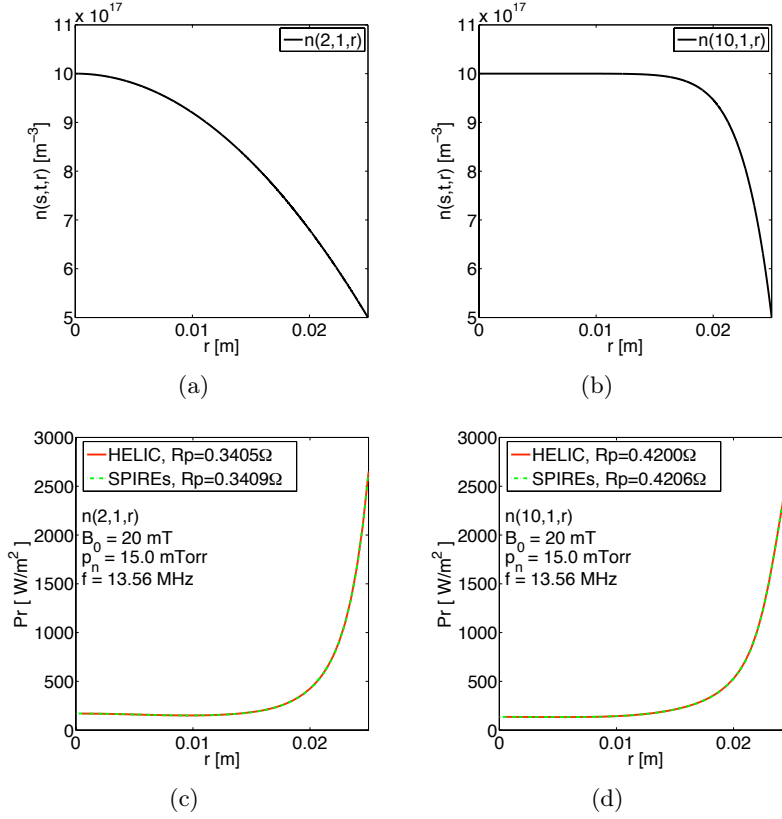 11 x 10^17
n(2,1,r)
10
9
8
7
6
5
n(s,t,r) [m^−3]
0
0.01
0.02
r [m]
(a)
11 x 10^17
n(10,1,r)
10
9
8
7
6
5
n(s,t,r) [m^−3]
0
0.01
0.02
r [m]
(b)
3000
2500
2000
1500
1000
500
0
Pr [ W/m^2 ]
HELIC, Rp=0.3405Ω
SPIREs, Rp=0.3409Ω
n(2,1,r)
B_0 = 20 mT
p_n = 15.0 mTorr
f = 13.56 MHz
0
0.01
0.02
r [m]
(c)
3000
2500
2000
1500
1000
500
0
Pr [ W/m^2 ]
HELIC, Rp=0.4200Ω
SPIREs, Rp=0.4206Ω
n(10,1,r)
B_0 = 20 mT
p_n = 15.0 mTorr
f = 13.56 MHz
0
0.01
0.02
r [m]
(d)